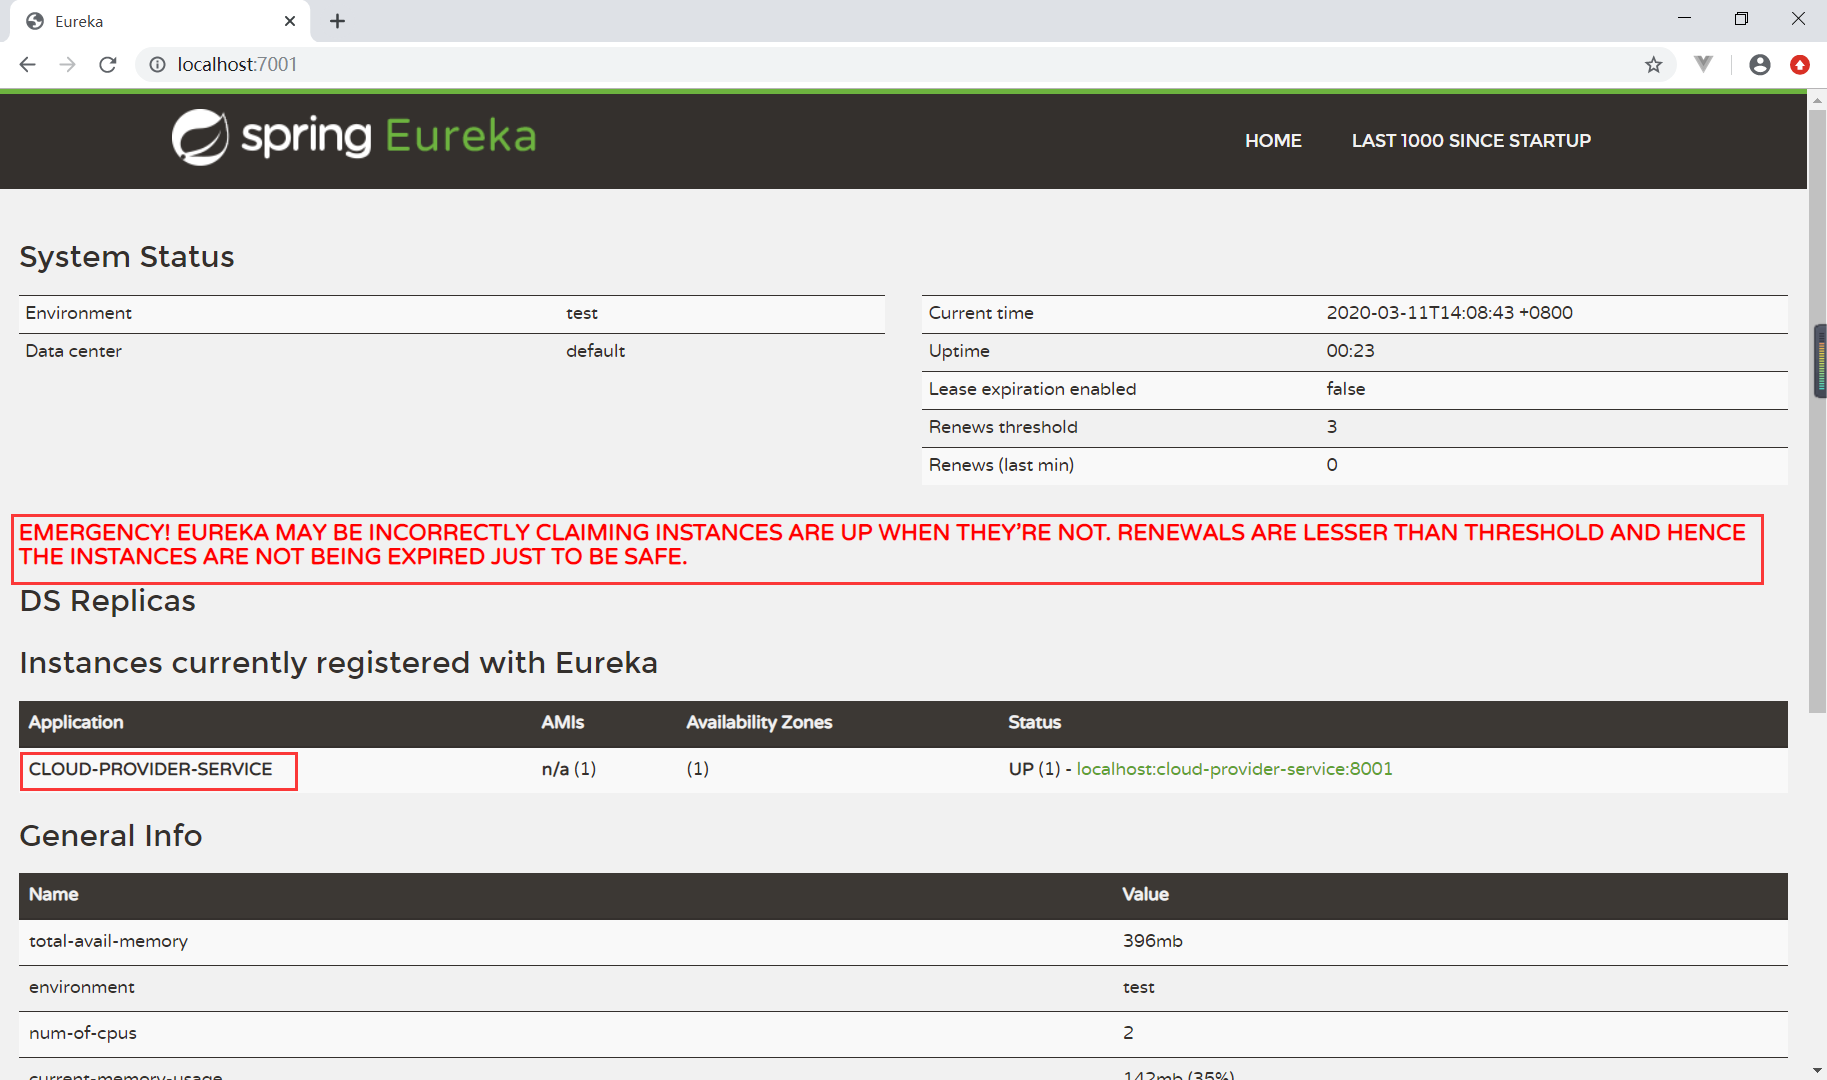 Eureka
localhost:7001
spring Eureka
HOME LAST 1000 SINCE STARTUP
System Status
Environment test
Data center default
Current time 2020-03-11T14:08:43 +0800
Uptime 00:23
Lease expiration enabled false
Renews threshold 3
Renews (last min) 0
EMERGENCY! EUREKA MAY BE INCORRECTLY CLAIMING INSTANCES ARE UP WHEN THEY'RE NOT. RENEWALS ARE LESSER THAN THRESHOLD AND HENCE
THE INSTANCES ARE NOT BEING EXPIRED JUST TO BE SAFE.
DS Replicas
Instances currently registered with Eureka
Application AMIs Availability Zones Status
CLOUD-PROVIDER-SERVICE n/a (1) (1) UP (1) - localhost:cloud-provider-service:8001
General Info
Name Value
total-avail-memory 396mb
environment test
num-of-cpus 2
current-memory-usage 142mb (35%)